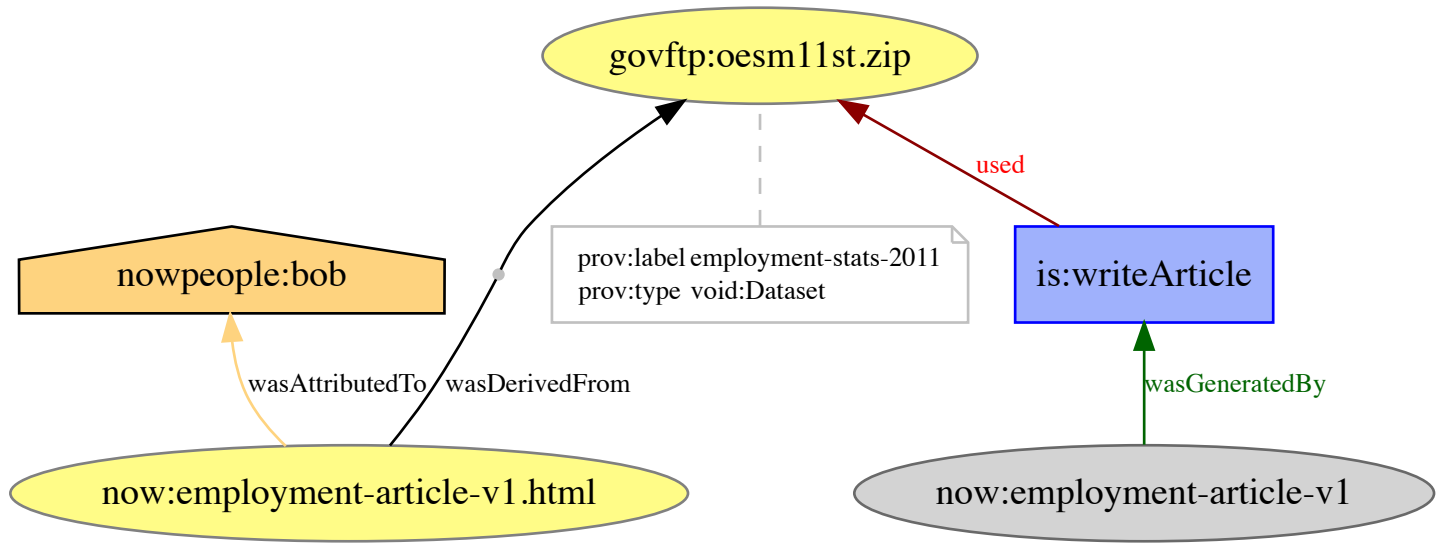 govftp:oesm11st.zip
used
nowpeople:bob
prov:label employment-stats-2011
prov:type void:Dataset
is:writeArticle
wasAttributedTo
wasDerivedFrom
wasGeneratedBy
now:employment-article-v1.html
now:employment-article-v1